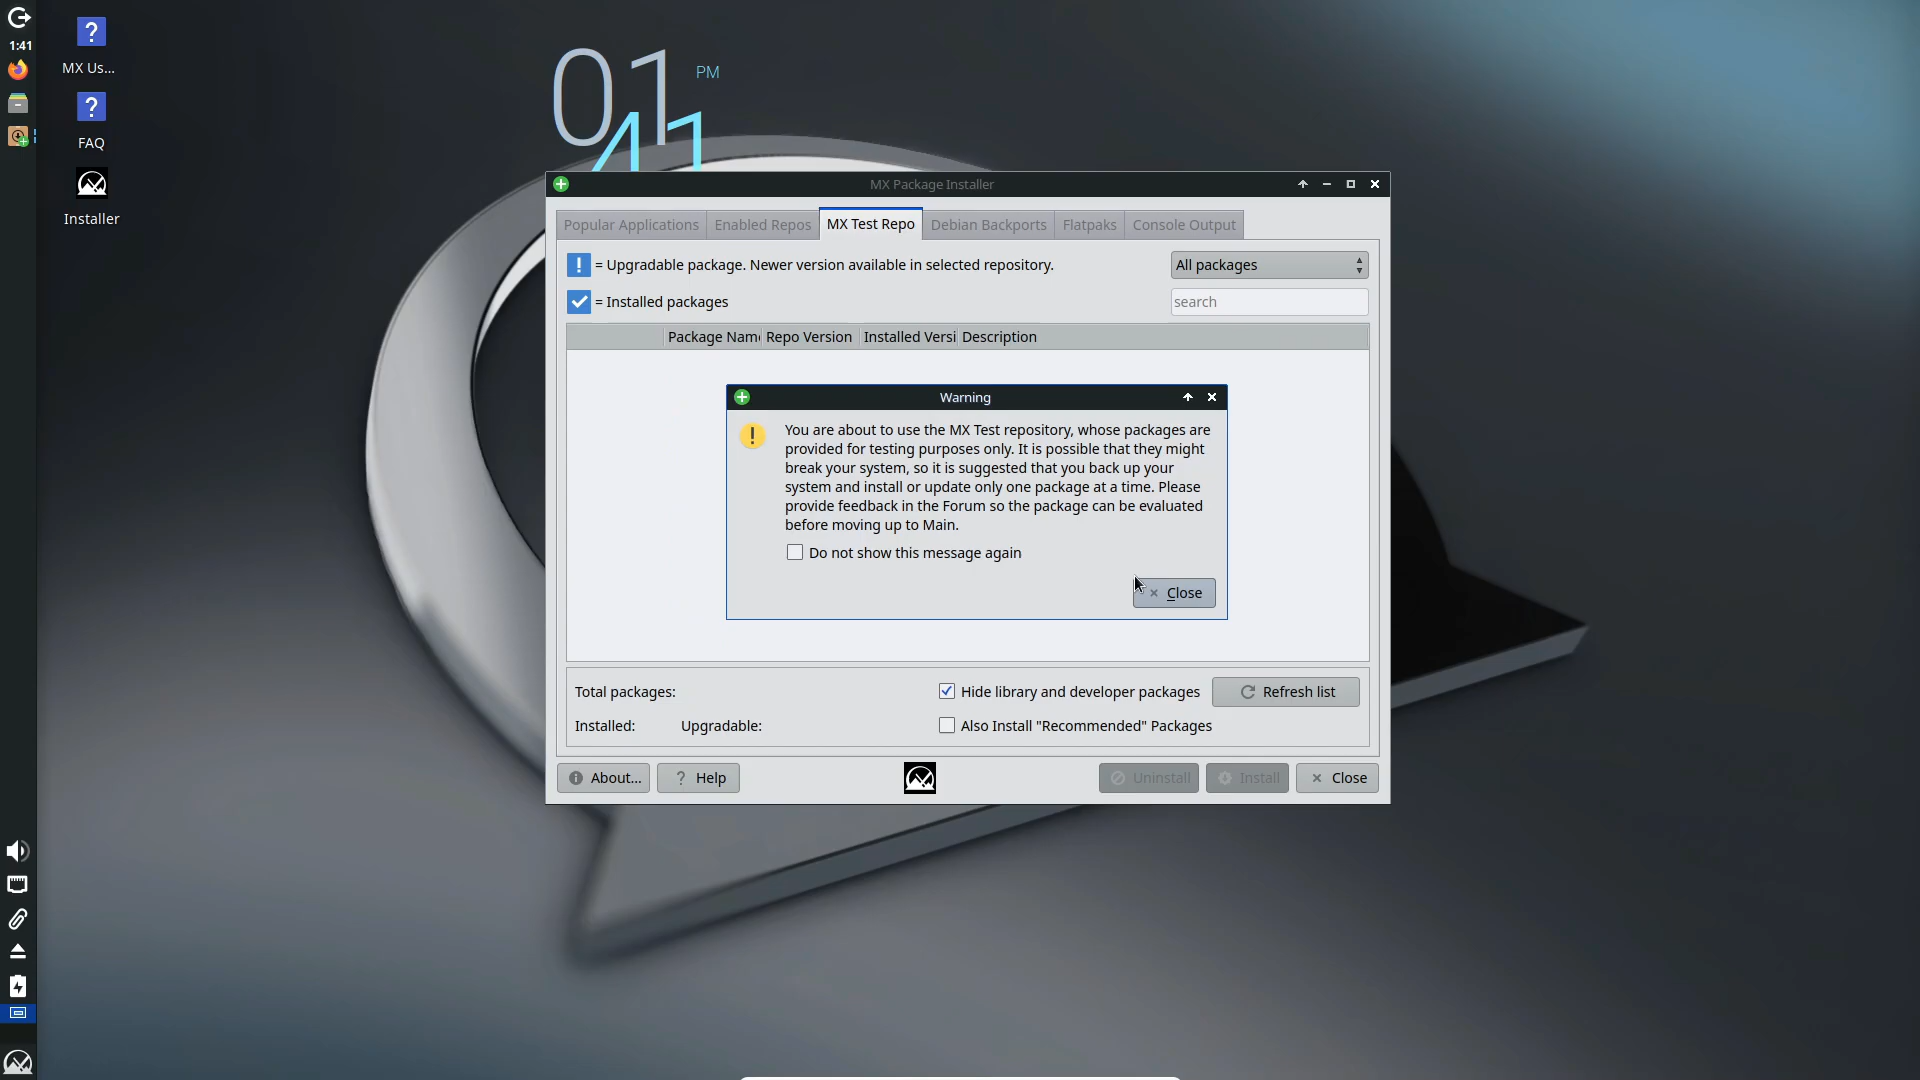 1:41
MX Us...
FAQ
Installer
01
PM
41
MX Package Installer
Popular Applications
Enabled Repos
MX Test Repo
Debian Backports
Flatpaks
Console Output
! = Upgradable package. Newer version available in selected repository.
All packages
= Installed packages
search
Package Name
Repo Version
Installed Versi
Description
Warning
You are about to use the MX Test repository, whose packages are
provided for testing purposes only. It is possible that they might
break your system, so it is suggested that you back up your
system and install or update only one package at a time. Please
provide feedback in the Forum so the package can be evaluated
before moving up to Main.
Do not show this message again
Close
Total packages:
Hide library and developer packages
Refresh list
Installed:
Upgradable:
Also Install "Recommended" Packages
About...
? Help
Uninstall
Install
Close